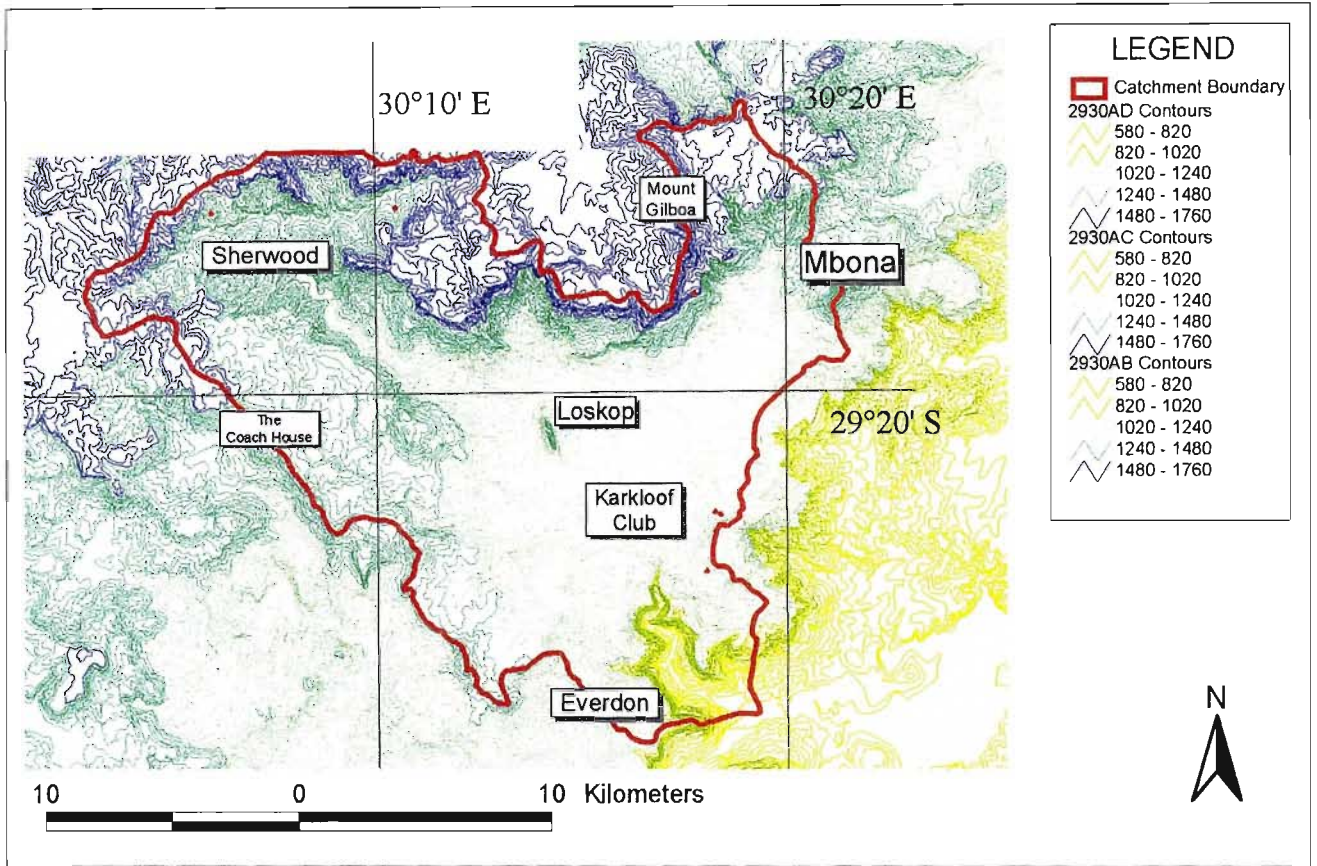 30°10' E
30°20' E
Mount
Gilboa
Sherwood
Mbona
The
Coach House
Loskop
29°20' S
Karkloof
Club
Everdon
10 0 10 Kilometers
N
LEGEND
Catchment Boundary
2930AD Contours
580 - 820
820 - 1020
1020 - 1240
1240 - 1480
1480 - 1760
2930AC Contours
580 - 820
820 - 1020
1020 - 1240
1240 - 1480
1480 - 1760
2930AB Contours
580 - 820
820 - 1020
1020 - 1240
1240 - 1480
1480 - 1760